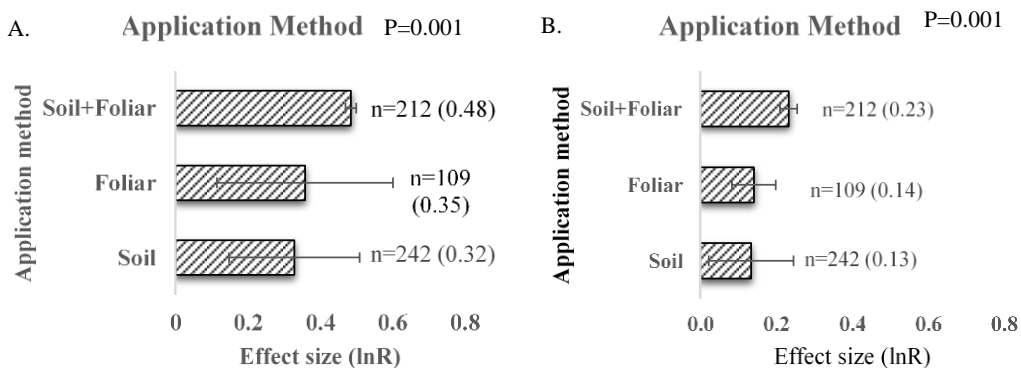 A.
Application Method
P=0.001
Application method
Soil+Foliar
n=212 (0.48)
Foliar
n=109
(0.35)
Soil
n=242 (0.32)
0 0.2 0.4 0.6 0.8
Effect size (lnR)
B.
Application Method
P=0.001
Application method
Soil+Foliar
n=212 (0.23)
Foliar
n=109 (0.14)
Soil
n=242 (0.13)
0.0 0.2 0.4 0.6 0.8
Effect size (lnR)